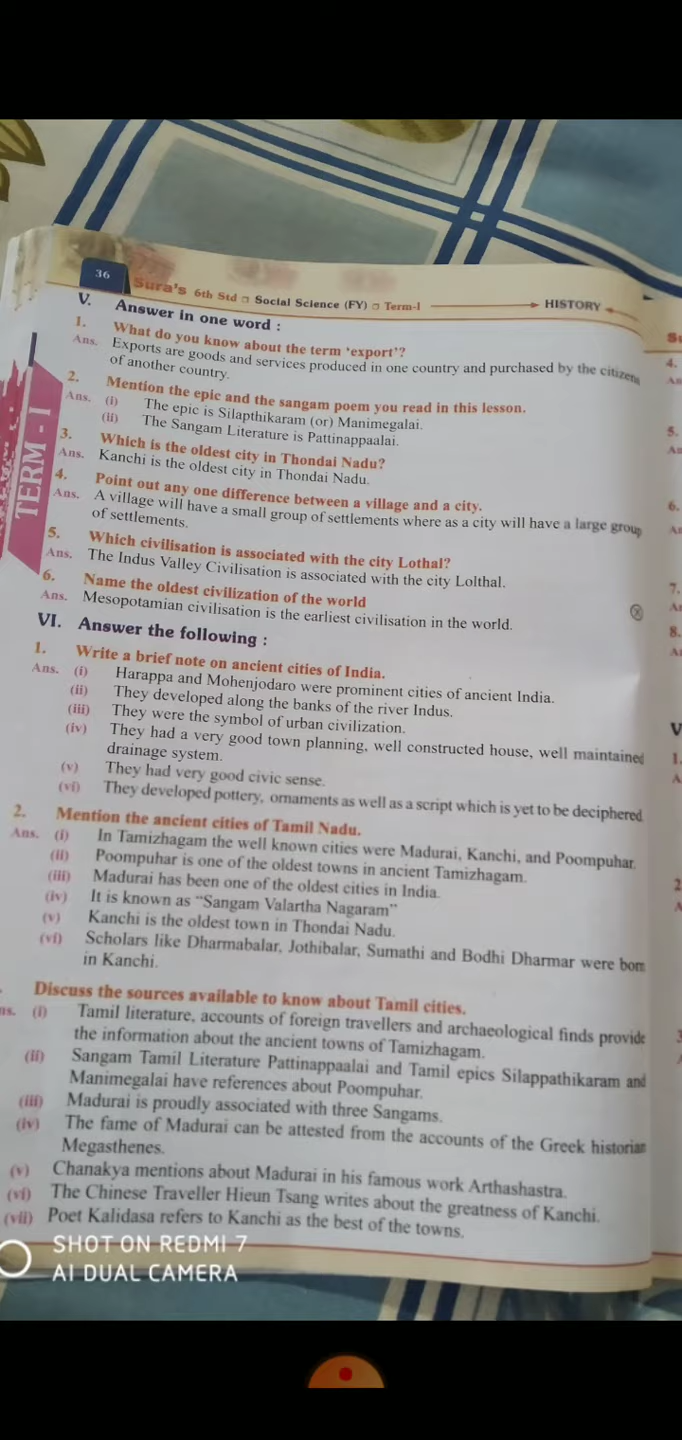 36 Sura's 6th Std □ Social Science (FY) □ Term-I HISTORY
V. Answer in one word :
1. What do you know about the term 'export'?
Ans. Exports are goods and services produced in one country and purchased by the citizens
of another country.
2. Mention the epic and the sangam poem you read in this lesson.
Ans. (i) The epic is Silapthikaram (or) Manimegalai.
(ii) The Sangam Literature is Pattinappaalai.
3. Which is the oldest city in Thondai Nadu?
Ans. Kanchi is the oldest city in Thondai Nadu.
4. Point out any one difference between a village and a city.
Ans. A village will have a small group of settlements where as a city will have a large group
of settlements.
5. Which civilisation is associated with the city Lothal?
Ans. The Indus Valley Civilisation is associated with the city Lolthal.
6. Name the oldest civilization of the world
Ans. Mesopotamian civilisation is the earliest civilisation in the world.
VI. Answer the following :
1. Write a brief note on ancient cities of India.
Ans. (i) Harappa and Mohenjodaro were prominent cities of ancient India.
(ii) They developed along the banks of the river Indus.
(iii) They were the symbol of urban civilization.
(iv) They had a very good town planning, well constructed house, well maintained
drainage system.
(v) They had very good civic sense.
(vi) They developed pottery, ornaments as well as a script which is yet to be deciphered.
2. Mention the ancient cities of Tamil Nadu.
Ans. (i) In Tamizhagam the well known cities were Madurai, Kanchi, and Poompuhar.
(ii) Poompuhar is one of the oldest towns in ancient Tamizhagam.
(iii) Madurai has been one of the oldest cities in India.
(iv) It is known as "Sangam Valartha Nagaram"
(v) Kanchi is the oldest town in Thondai Nadu.
(vi) Scholars like Dharmabalar, Jothibalar, Sumathi and Bodhi Dharmar were born
in Kanchi.
Discuss the sources available to know about Tamil cities.
ns. (i) Tamil literature, accounts of foreign travellers and archaeological finds provide
the information about the ancient towns of Tamizhagam.
(ii) Sangam Tamil Literature Pattinappaalai and Tamil epics Silappathikaram and
Manimegalai have references about Poompuhar.
(iii) Madurai is proudly associated with three Sangams.
(iv) The fame of Madurai can be attested from the accounts of the Greek historian
Megasthenes.
(v) Chanakya mentions about Madurai in his famous work Arthashastra.
(vi) The Chinese Traveller Hieun Tsang writes about the greatness of Kanchi.
(vii) Poet Kalidasa refers to Kanchi as the best of the towns.
TERM - I
SHOT ON REDMI 7
AI DUAL CAMERA
4.
5.
6.
7.
8.
V
1.
2
3